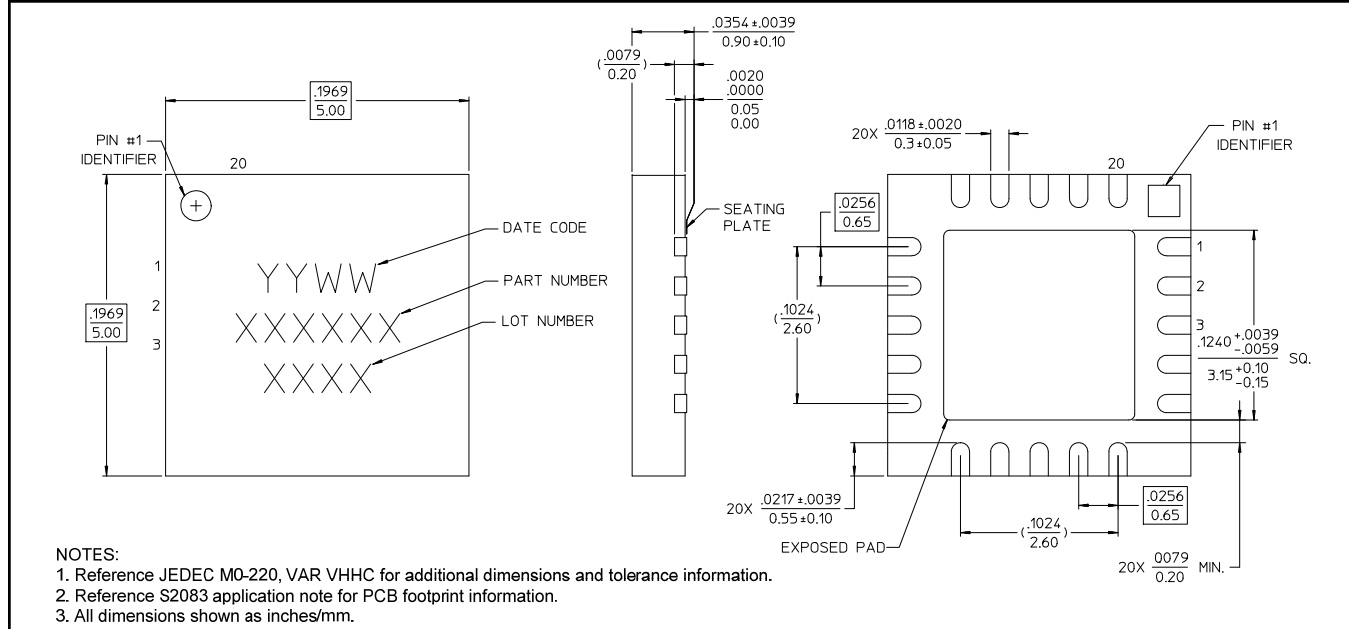 .1969
5.00
PIN #1
IDENTIFIER
20
.1969
5.00
1
2
3
YYWW
XXXXXX
XXXX
DATE CODE
PART NUMBER
LOT NUMBER
.0354±.0039
0.90±0.10
(.0079
0.20)
.0020
.0000
0.05
0.00
SEATING
PLATE
20X .0118±.0020
0.3±0.05
20
PIN #1
IDENTIFIER
.0256
0.65
(.1024
2.60)
1
2
3
.1240 +.0039
-.0059
3.15 +0.10
-0.15
SQ.
20X .0217±.0039
0.55±0.10
EXPOSED PAD
(.1024
2.60)
.0256
0.65
20X .0079
0.20 MIN.
NOTES:
1. Reference JEDEC M0-220, VAR VHHC for additional dimensions and tolerance information.
2. Reference S2083 application note for PCB footprint information.
3. All dimensions shown as inches/mm.